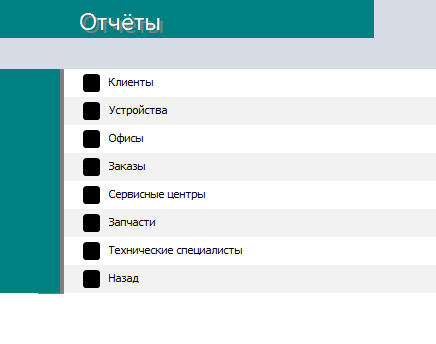 Отчёты
Клиенты
Устройства
Офисы
Заказы
Сервисные центры
Запчасти
Технические специалисты
Назад